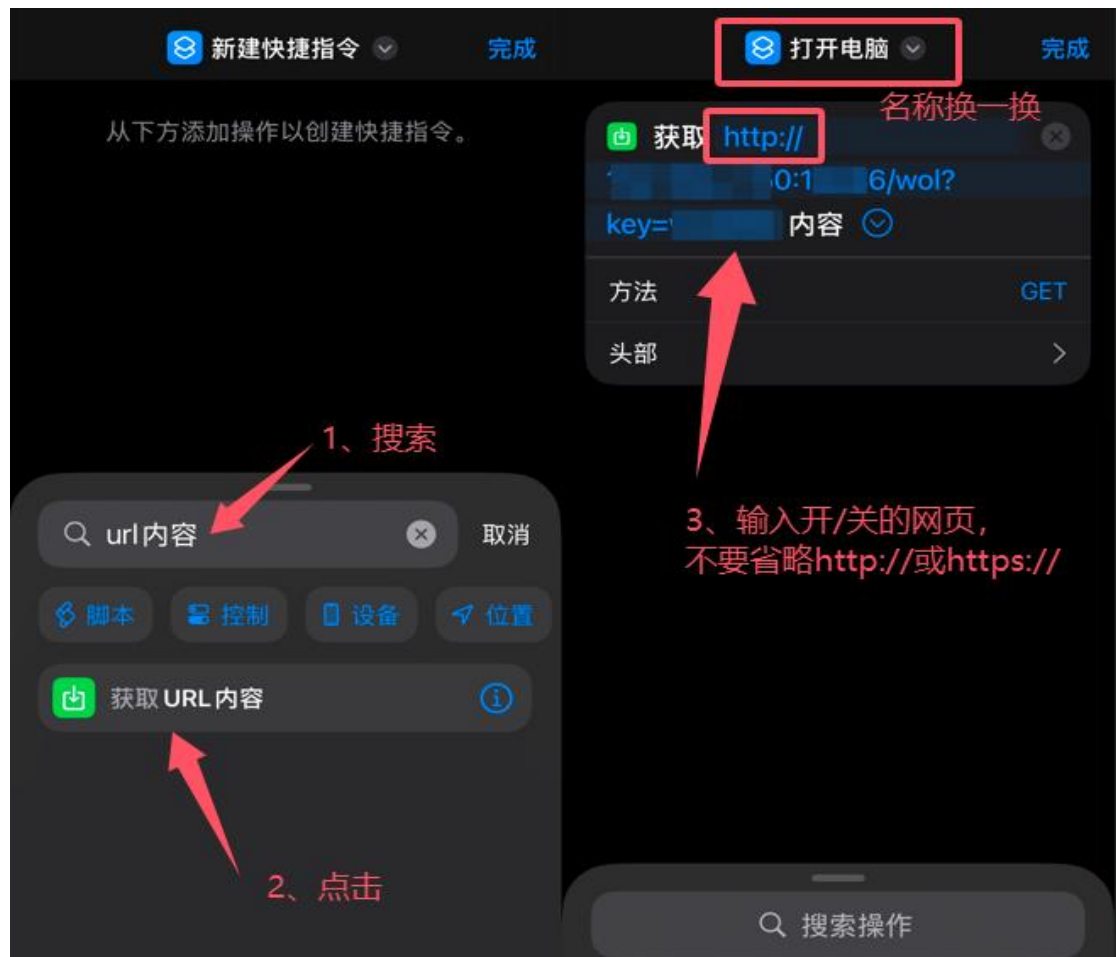 新建快捷指令
完成
从下方添加操作以创建快捷指令。
1、搜索
url内容
取消
脚本
控制
设备
位置
获取URL内容
2、点击
打开电脑
完成
名称换一换
获取 http://
0:1 6/wol?
key= 内容
方法
GET
头部
3、输入开/关的网页，
不要省略http://或https://
搜索操作